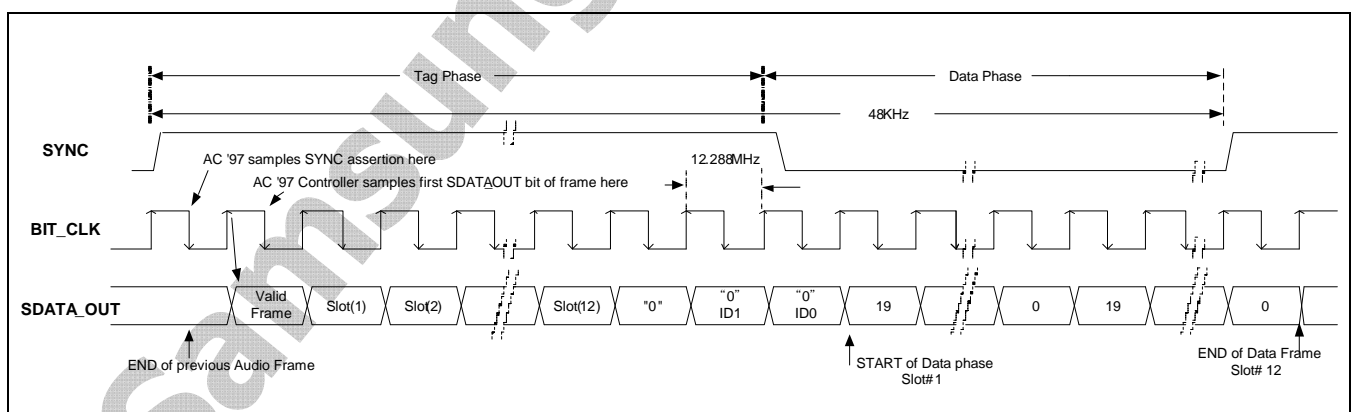 Tag Phase
Data Phase
48KHz
SYNC
AC '97 samples SYNC assertion here
12.288MHz
AC '97 Controller samples first SDATAOUT bit of frame here
BIT_CLK
SDATA_OUT
Valid Frame
Slot(1)
Slot(2)
Slot(12)
"0"
"0" ID1
"0" ID0
19
0
19
0
END of previous Audio Frame
START of Data phase
Slot#1
END of Data Frame
Slot# 12
Samsung